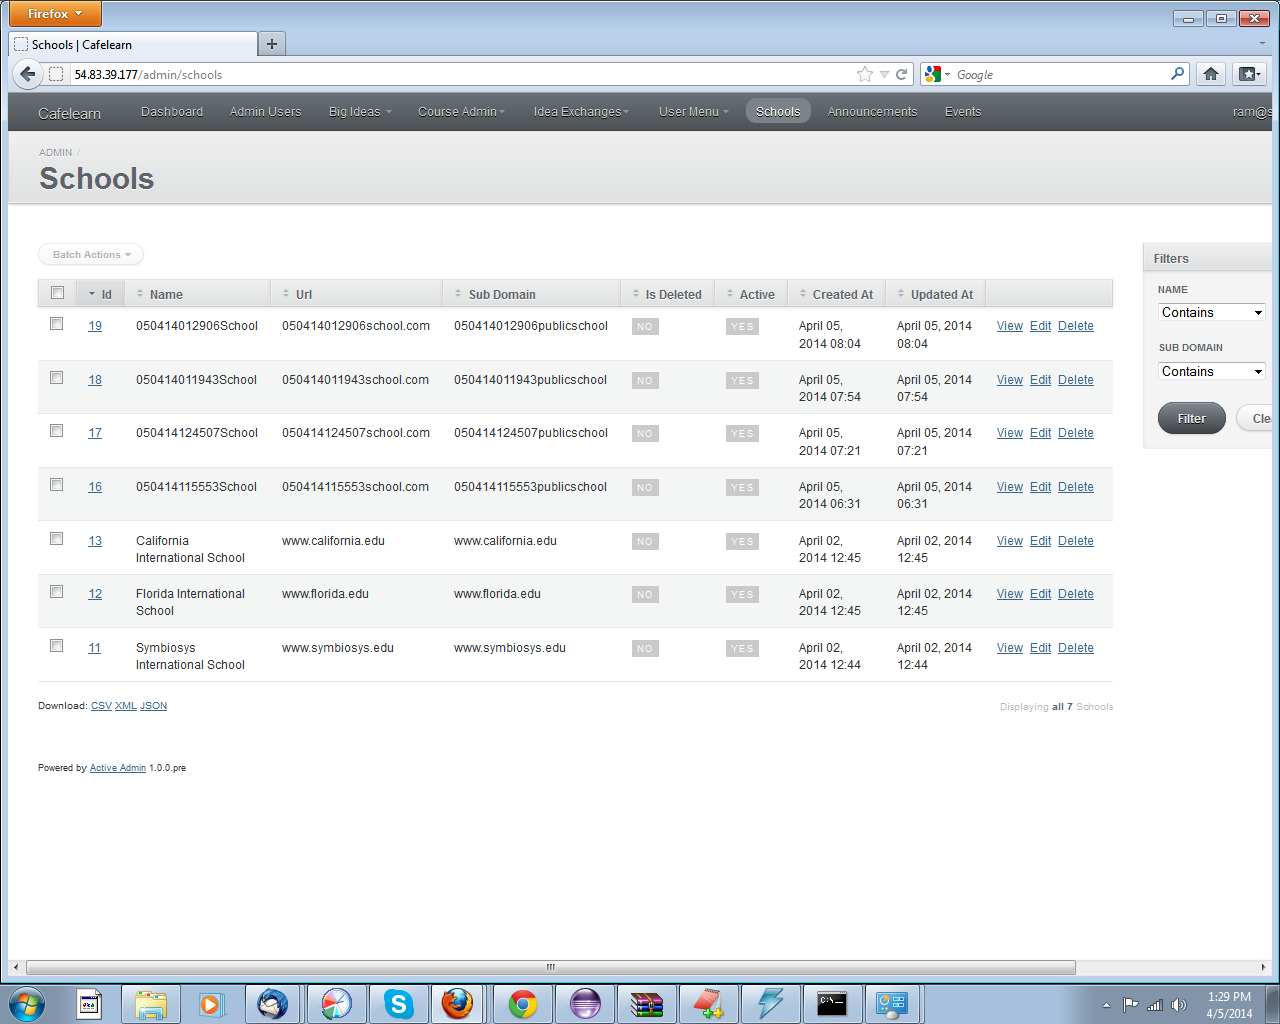 Firefox
Schools | Cafelearn
54.83.39.177/admin/schools
Google
Cafelearn Dashboard Admin Users Big Ideas Course Admin Idea Exchanges User Menu Schools Announcements Events ram@s
ADMIN /
Schools
Batch Actions
Id Name Url Sub Domain Is Deleted Active Created At Updated At
19 050414012906School 050414012906school.com 050414012906publicschool NO YES April 05, 2014 08:04 April 05, 2014 08:04 View Edit Delete
18 050414011943School 050414011943school.com 050414011943publicschool NO YES April 05, 2014 07:54 April 05, 2014 07:54 View Edit Delete
17 050414124507School 050414124507school.com 050414124507publicschool NO YES April 05, 2014 07:21 April 05, 2014 07:21 View Edit Delete
16 050414115553School 050414115553school.com 050414115553publicschool NO YES April 05, 2014 06:31 April 05, 2014 06:31 View Edit Delete
13 California International School www.california.edu www.california.edu NO YES April 02, 2014 12:45 April 02, 2014 12:45 View Edit Delete
12 Florida International School www.florida.edu www.florida.edu NO YES April 02, 2014 12:45 April 02, 2014 12:45 View Edit Delete
11 Symbiosys International School www.symbiosys.edu www.symbiosys.edu NO YES April 02, 2014 12:44 April 02, 2014 12:44 View Edit Delete
Download: CSV XML JSON
Displaying all 7 Schools
Powered by Active Admin 1.0.0.pre
Filters
NAME
Contains
SUB DOMAIN
Contains
Filter Clea
1:29 PM
4/5/2014